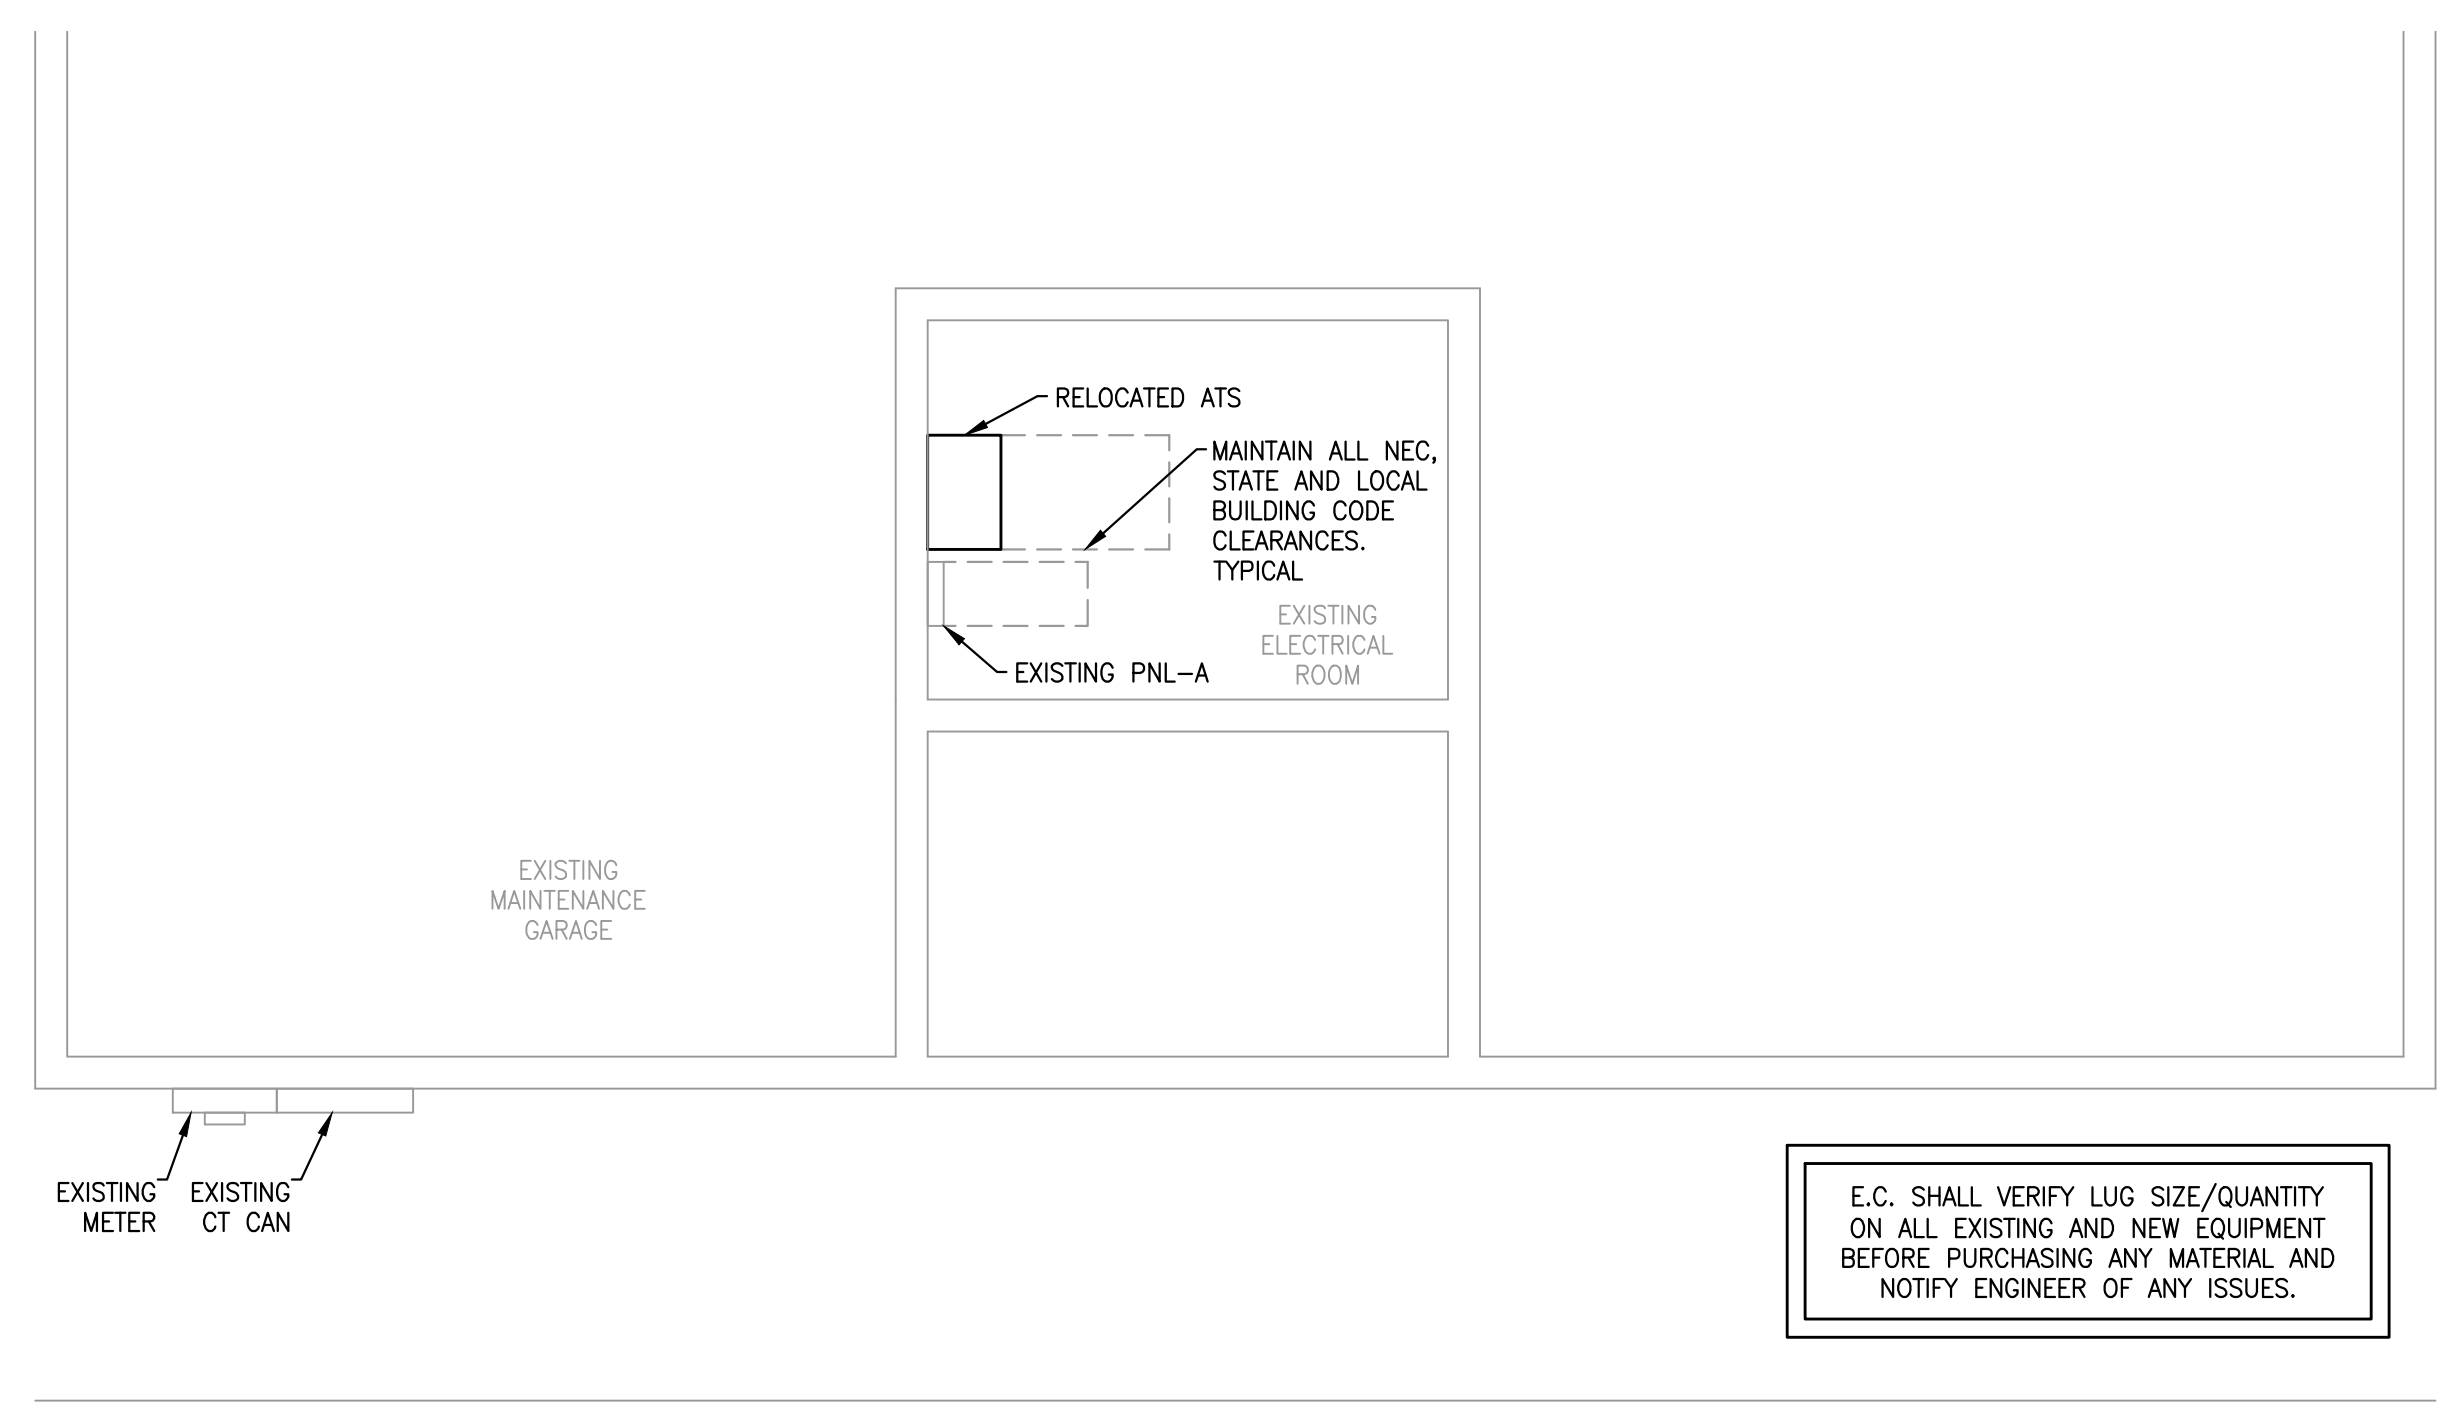 RELOCATED ATS
MAINTAIN ALL NEC,
STATE AND LOCAL
BUILDING CODE
CLEARANCES.
TYPICAL
EXISTING
ELECTRICAL
ROOM
EXISTING PNL-A
EXISTING
MAINTENANCE
GARAGE
EXISTING
METER
EXISTING
CT CAN
E.C. SHALL VERIFY LUG SIZE/QUANTITY
ON ALL EXISTING AND NEW EQUIPMENT
BEFORE PURCHASING ANY MATERIAL AND
NOTIFY ENGINEER OF ANY ISSUES.